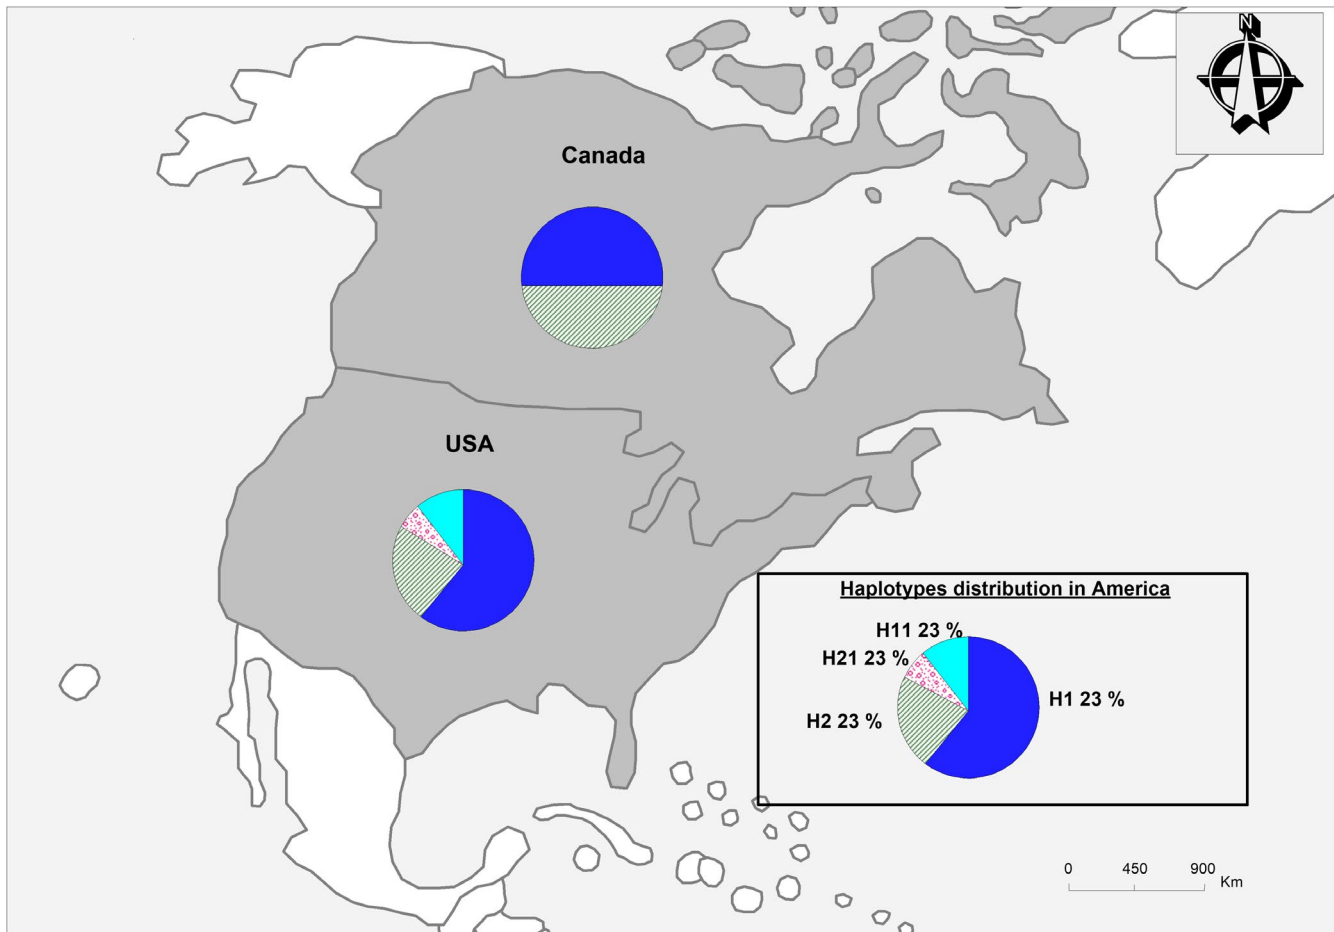 N
Canada
USA
Haplotypes distribution in America
H11 23 %
H21 23 %
H1 23 %
H2 23 %
0 450 900
Km